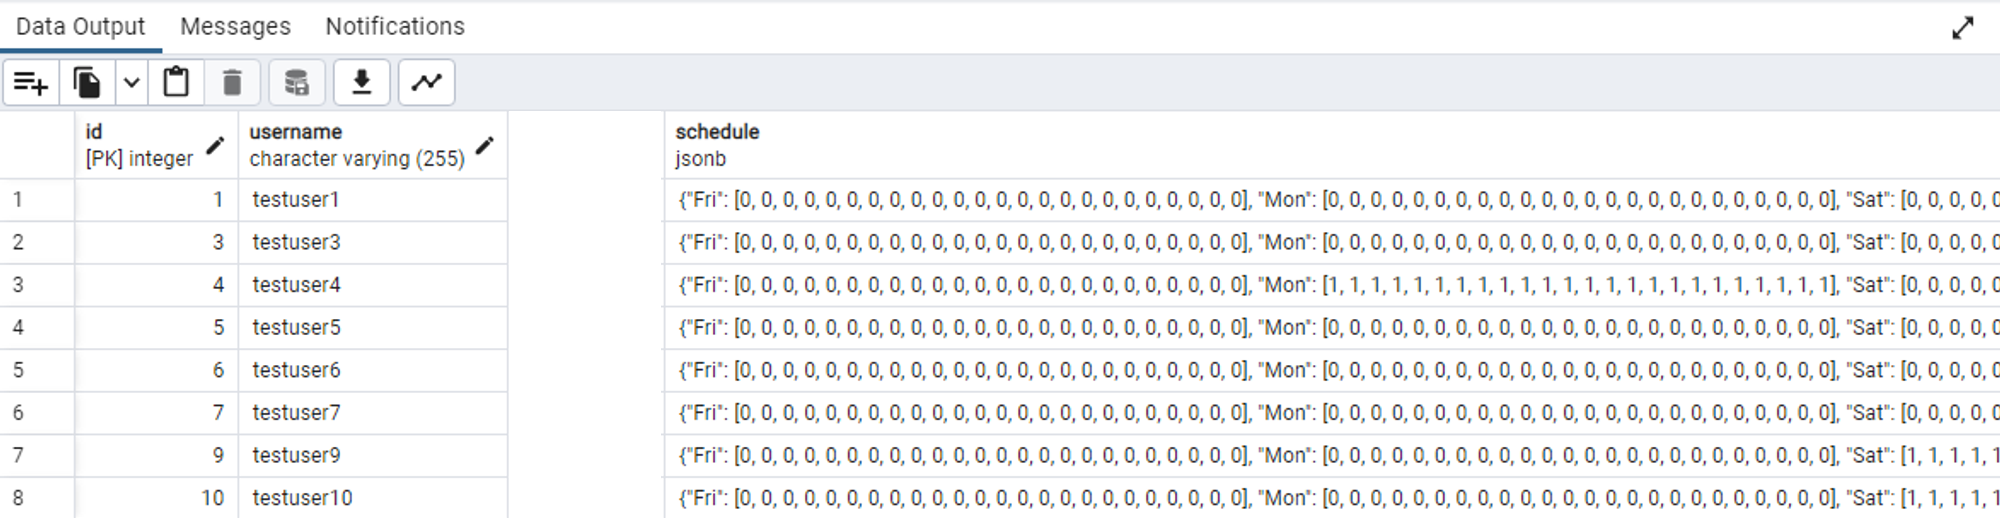 Data Output Messages Notifications
id username schedule
[PK] integer character varying (255) jsonb
1 1 testuser1 {"Fri": [0, 0, 0, 0, 0, 0, 0, 0, 0, 0, 0, 0, 0, 0, 0, 0, 0, 0, 0, 0, 0, 0, 0, 0], "Mon": [0, 0, 0, 0, 0, 0, 0, 0, 0, 0, 0, 0, 0, 0, 0, 0, 0, 0, 0, 0, 0, 0, 0, 0], "Sat": [0, 0, 0, 0, 0
2 3 testuser3 {"Fri": [0, 0, 0, 0, 0, 0, 0, 0, 0, 0, 0, 0, 0, 0, 0, 0, 0, 0, 0, 0, 0, 0, 0, 0], "Mon": [0, 0, 0, 0, 0, 0, 0, 0, 0, 0, 0, 0, 0, 0, 0, 0, 0, 0, 0, 0, 0, 0, 0, 0], "Sat": [0, 0, 0, 0, 0
3 4 testuser4 {"Fri": [0, 0, 0, 0, 0, 0, 0, 0, 0, 0, 0, 0, 0, 0, 0, 0, 0, 0, 0, 0, 0, 0, 0, 0], "Mon": [1, 1, 1, 1, 1, 1, 1, 1, 1, 1, 1, 1, 1, 1, 1, 1, 1, 1, 1, 1, 1, 1, 1, 1], "Sat": [0, 0, 0, 0, 0
4 5 testuser5 {"Fri": [0, 0, 0, 0, 0, 0, 0, 0, 0, 0, 0, 0, 0, 0, 0, 0, 0, 0, 0, 0, 0, 0, 0, 0], "Mon": [0, 0, 0, 0, 0, 0, 0, 0, 0, 0, 0, 0, 0, 0, 0, 0, 0, 0, 0, 0, 0, 0, 0, 0], "Sat": [0, 0, 0, 0, 0
5 6 testuser6 {"Fri": [0, 0, 0, 0, 0, 0, 0, 0, 0, 0, 0, 0, 0, 0, 0, 0, 0, 0, 0, 0, 0, 0, 0, 0], "Mon": [0, 0, 0, 0, 0, 0, 0, 0, 0, 0, 0, 0, 0, 0, 0, 0, 0, 0, 0, 0, 0, 0, 0, 0], "Sat": [0, 0, 0, 0, 0
6 7 testuser7 {"Fri": [0, 0, 0, 0, 0, 0, 0, 0, 0, 0, 0, 0, 0, 0, 0, 0, 0, 0, 0, 0, 0, 0, 0, 0], "Mon": [0, 0, 0, 0, 0, 0, 0, 0, 0, 0, 0, 0, 0, 0, 0, 0, 0, 0, 0, 0, 0, 0, 0, 0], "Sat": [0, 0, 0, 0, 0
7 9 testuser9 {"Fri": [0, 0, 0, 0, 0, 0, 0, 0, 0, 0, 0, 0, 0, 0, 0, 0, 0, 0, 0, 0, 0, 0, 0, 0], "Mon": [0, 0, 0, 0, 0, 0, 0, 0, 0, 0, 0, 0, 0, 0, 0, 0, 0, 0, 0, 0, 0, 0, 0, 0], "Sat": [1, 1, 1, 1, 1
8 10 testuser10 {"Fri": [0, 0, 0, 0, 0, 0, 0, 0, 0, 0, 0, 0, 0, 0, 0, 0, 0, 0, 0, 0, 0, 0, 0, 0], "Mon": [0, 0, 0, 0, 0, 0, 0, 0, 0, 0, 0, 0, 0, 0, 0, 0, 0, 0, 0, 0, 0, 0, 0, 0], "Sat": [1, 1, 1, 1, 1